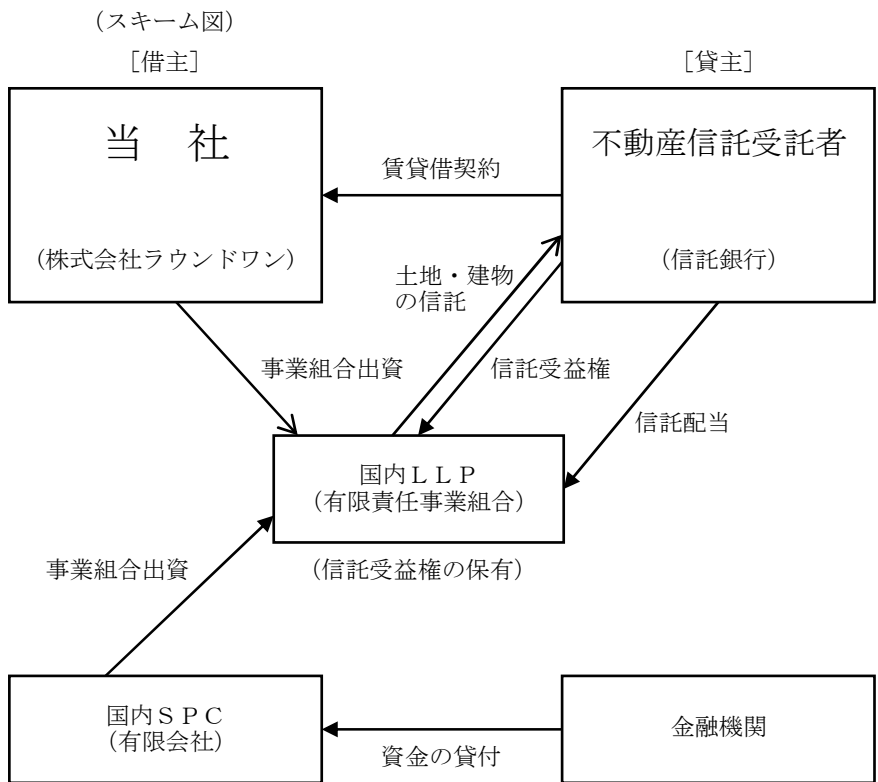 (スキーム図)
[借主]
[貸主]
当 社
(株式会社ラウンドワン)
賃貸借契約
不動産信託受託者
(信託銀行)
土地・建物
の信託
事業組合出資
信託受益権
信託配当
国内LLP
(有限責任事業組合)
(信託受益権の保有)
事業組合出資
国内SPC
(有限会社)
資金の貸付
金融機関